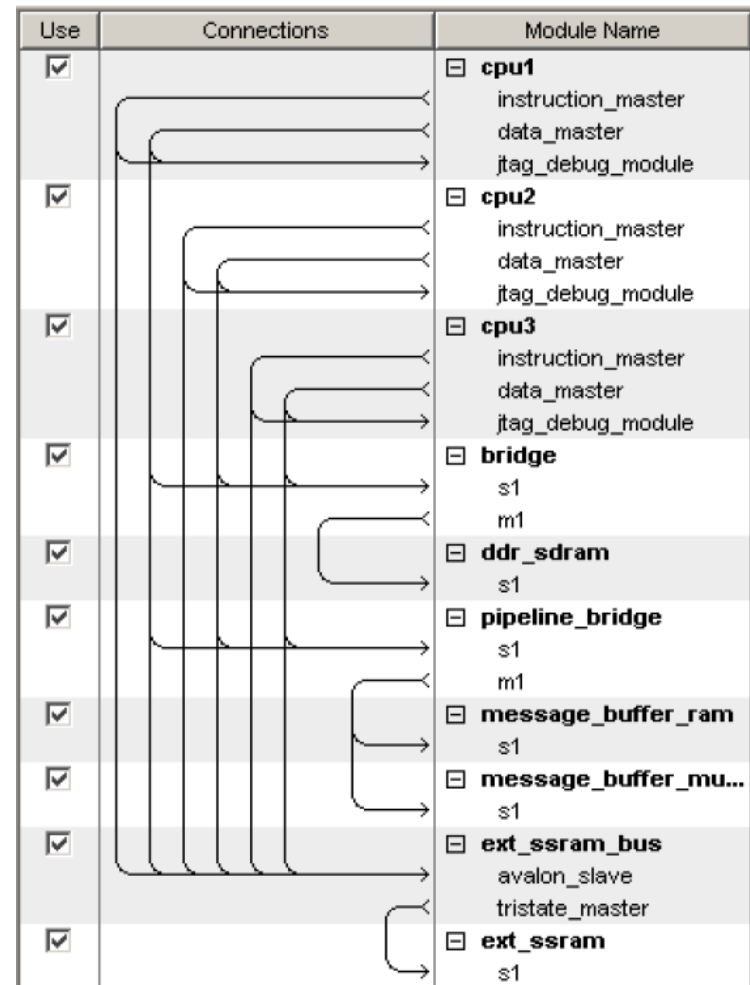 Use Connections Module Name
cpu1
instruction_master
data_master
jtag_debug_module
cpu2
instruction_master
data_master
jtag_debug_module
cpu3
instruction_master
data_master
jtag_debug_module
bridge
s1
m1
ddr_sdram
s1
pipeline_bridge
s1
m1
message_buffer_ram
s1
message_buffer_mu...
s1
ext_ssram_bus
avalon_slave
tristate_master
ext_ssram
s1